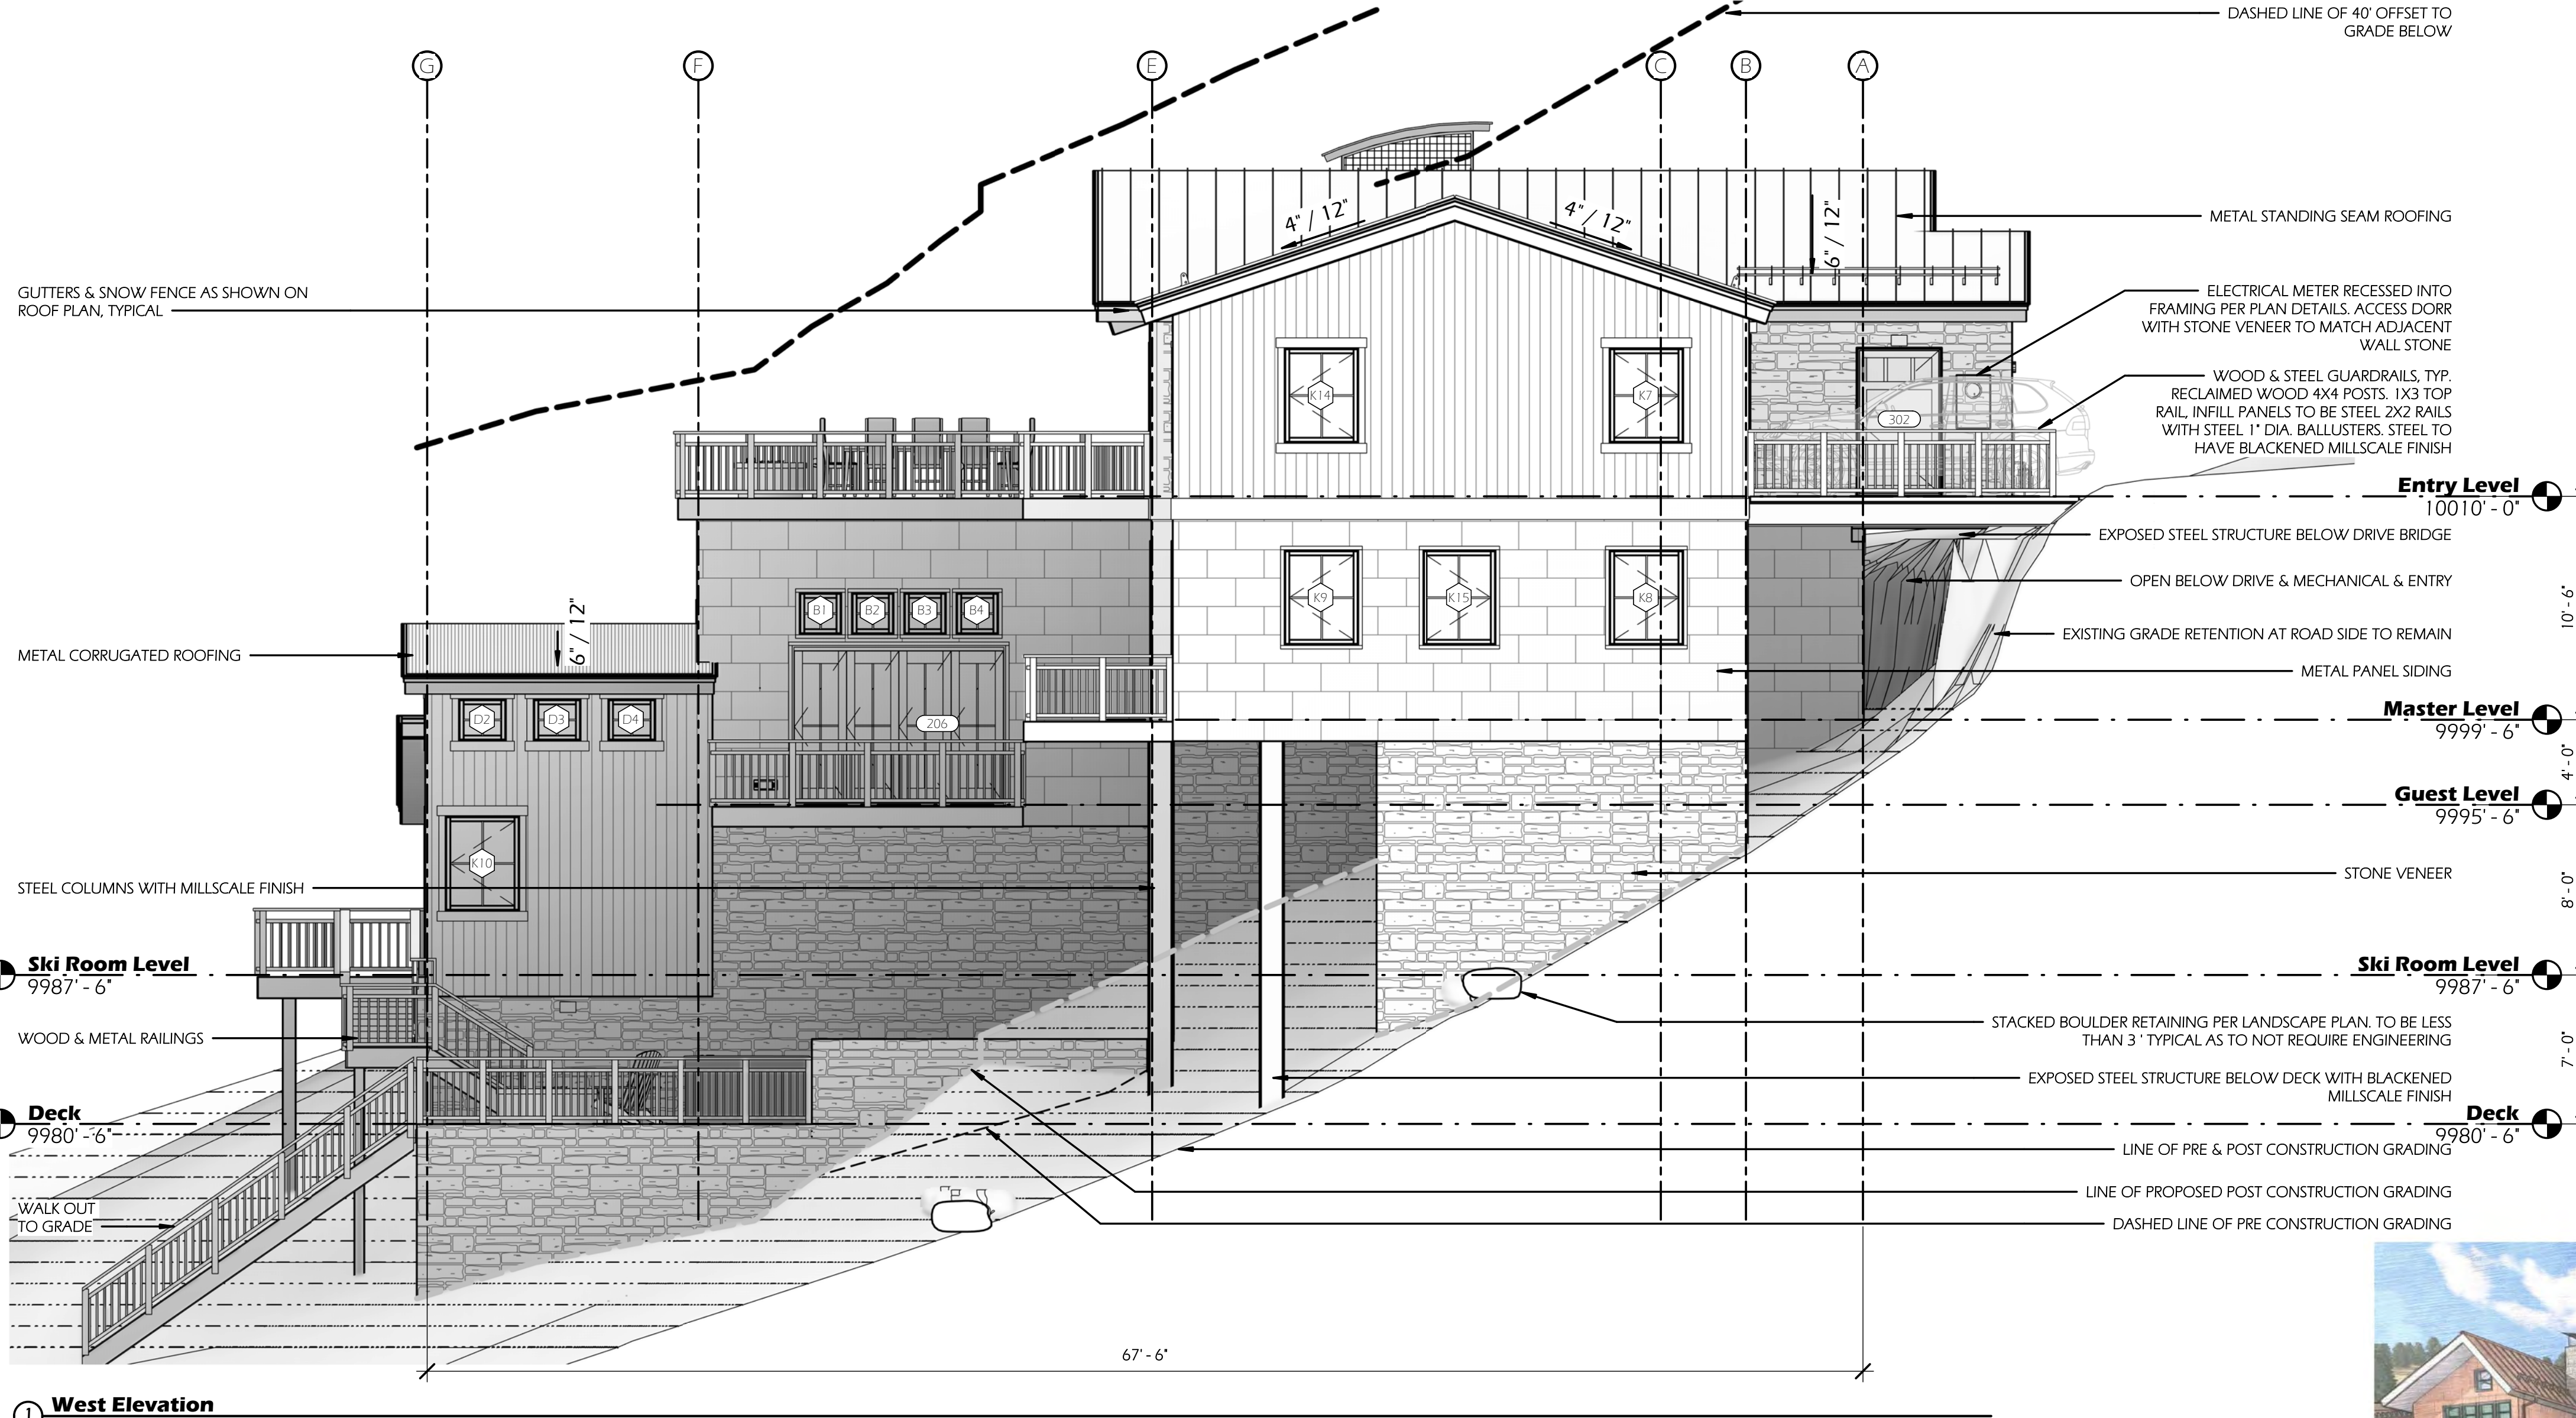 DASHED LINE OF 40' OFFSET TO
GRADE BELOW
G
F
E
C
B
A
4" / 12"
4" / 12"
6" / 12"
METAL STANDING SEAM ROOFING
GUTTERS & SNOW FENCE AS SHOWN ON
ROOF PLAN, TYPICAL
ELECTRICAL METER RECESSED INTO
FRAMING PER PLAN DETAILS. ACCESS DORR
WITH STONE VENEER TO MATCH ADJACENT
WALL STONE
WOOD & STEEL GUARDRAILS, TYP.
RECLAIMED WOOD 4X4 POSTS. 1X3 TOP
RAIL, INFILL PANELS TO BE STEEL 2X2 RAILS
WITH STEEL 1" DIA. BALLUSTERS. STEEL TO
HAVE BLACKENED MILLSCALE FINISH
K14
K7
302
Entry Level
10010' - 0"
EXPOSED STEEL STRUCTURE BELOW DRIVE BRIDGE
OPEN BELOW DRIVE & MECHANICAL & ENTRY
10' - 6"
B1
B2
B3
B4
K9
K15
K8
EXISTING GRADE RETENTION AT ROAD SIDE TO REMAIN
METAL CORRUGATED ROOFING
6" / 12"
METAL PANEL SIDING
D2
D3
D4
206
Master Level
9999' - 6"
4' - 0"
Guest Level
9995' - 6"
K10
STEEL COLUMNS WITH MILLSCALE FINISH
STONE VENEER
8' - 0"
Ski Room Level
9987' - 6"
Ski Room Level
9987' - 6"
WOOD & METAL RAILINGS
STACKED BOULDER RETAINING PER LANDSCAPE PLAN. TO BE LESS
THAN 3 ' TYPICAL AS TO NOT REQUIRE ENGINEERING
7' - 0"
EXPOSED STEEL STRUCTURE BELOW DECK WITH BLACKENED
MILLSCALE FINISH
Deck
9980' - 6"
Deck
9980' - 6"
LINE OF PRE & POST CONSTRUCTION GRADING
LINE OF PROPOSED POST CONSTRUCTION GRADING
WALK OUT
TO GRADE
DASHED LINE OF PRE CONSTRUCTION GRADING
67' - 6"
1
West Elevation